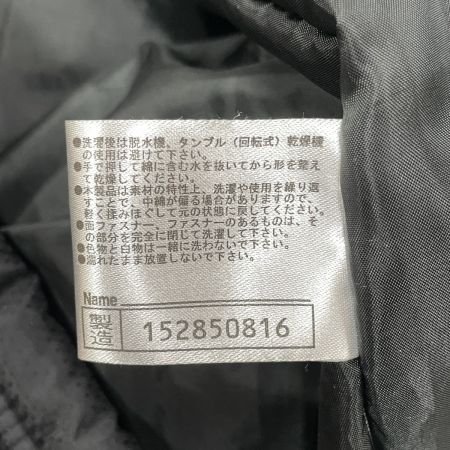 ●洗濯後は脱水機、タンブル（回転式）乾燥機
の使用は避けて下さい。
●手で押して綿に含む水を抜いてから形を整え
て乾燥して下さい。
●本製品は素材の特性上、洗濯や使用を繰り返
すことで、中綿が偏る場合がありますので、
軽く揉みほぐして元の状態に戻してください。
●面ファスナー、ファスナーのあるものは、そ
の部分を完全に閉じて洗濯して下さい。
●色物と白物は一緒に洗わないで下さい。
●濡れたまま放置しないで下さい。
Name
製造 152850816